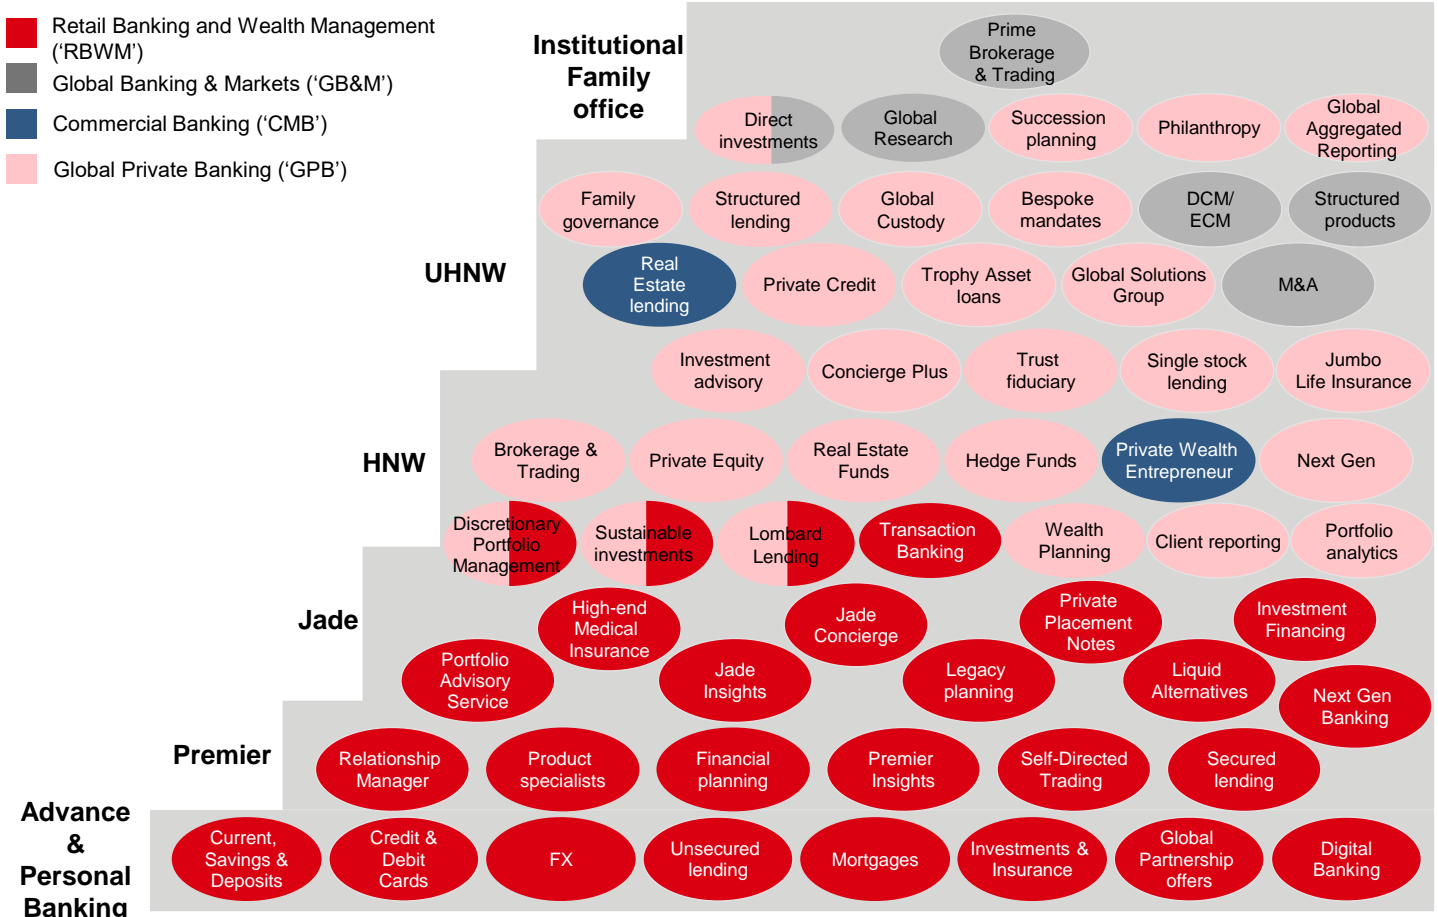 Retail Banking and Wealth Management
('RBWM')
Global Banking & Markets ('GB&M')
Commercial Banking ('CMB')
Global Private Banking ('GPB')
Institutional
Family
office
Prime
Brokerage
& Trading
Direct
investments
Global
Research
Succession
planning
Philanthropy
Global
Aggregated
Reporting
UHNW
Family
governance
Structured
lending
Global
Custody
Bespoke
mandates
DCM/
ECM
Structured
products
Real
Estate
lending
Private Credit
Trophy Asset
loans
Global Solutions
Group
M&A
Investment
advisory
Concierge Plus
Trust
fiduciary
Single stock
lending
Jumbo
Life Insurance
HNW
Brokerage &
Trading
Private Equity
Real Estate
Funds
Hedge Funds
Private Wealth
Entrepreneur
Next Gen
Discretionary
Portfolio
Management
Sustainable
investments
Lombard
Lending
Transaction
Banking
Wealth
Planning
Client reporting
Portfolio
analytics
Jade
High-end
Medical
Insurance
Jade
Concierge
Private
Placement
Notes
Investment
Financing
Portfolio
Advisory
Service
Jade
Insights
Legacy
planning
Liquid
Alternatives
Next Gen
Banking
Premier
Relationship
Manager
Product
specialists
Financial
planning
Premier
Insights
Self-Directed
Trading
Secured
lending
Advance
&
Personal
Banking
Current,
Savings &
Deposits
Credit &
Debit
Cards
FX
Unsecured
lending
Mortgages
Investments &
Insurance
Global
Partnership
offers
Digital
Banking